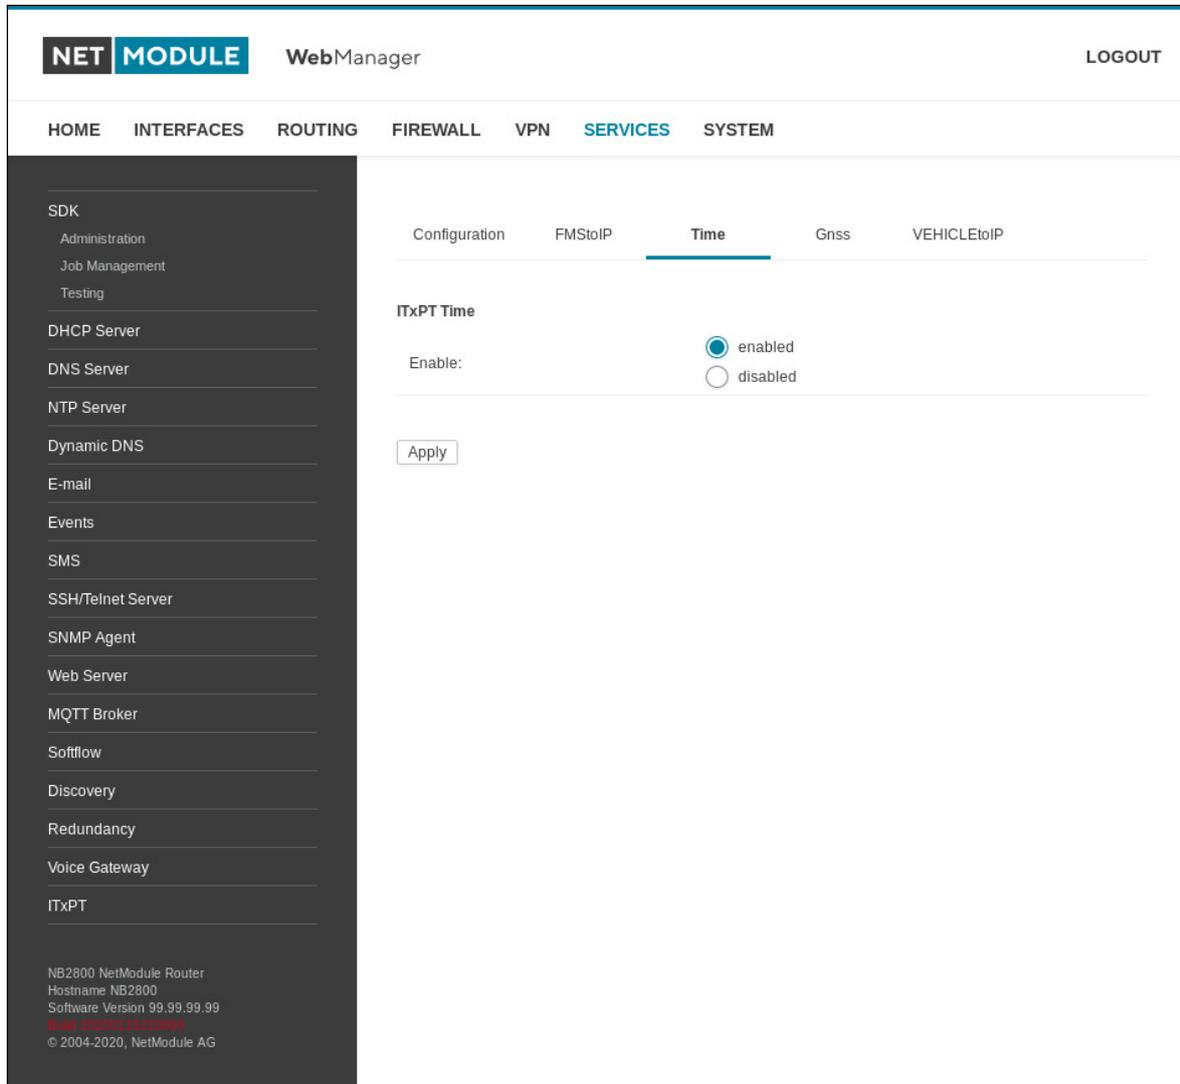 NET MODULE WebManager LOGOUT
HOME INTERFACES ROUTING FIREWALL VPN SERVICES SYSTEM
SDK
Administration
Job Management
Testing
DHCP Server
DNS Server
NTP Server
Dynamic DNS
E-mail
Events
SMS
SSH/Telnet Server
SNMP Agent
Web Server
MQTT Broker
Softflow
Discovery
Redundancy
Voice Gateway
ITxPT
NB2800 NetModule Router
Hostname NB2800
Software Version 99.99.99.99
Build
© 2004-2020, NetModule AG
Configuration FMStoIP Time Gnss VEHICLEtoIP
ITxPT Time
Enable:
enabled
disabled
Apply